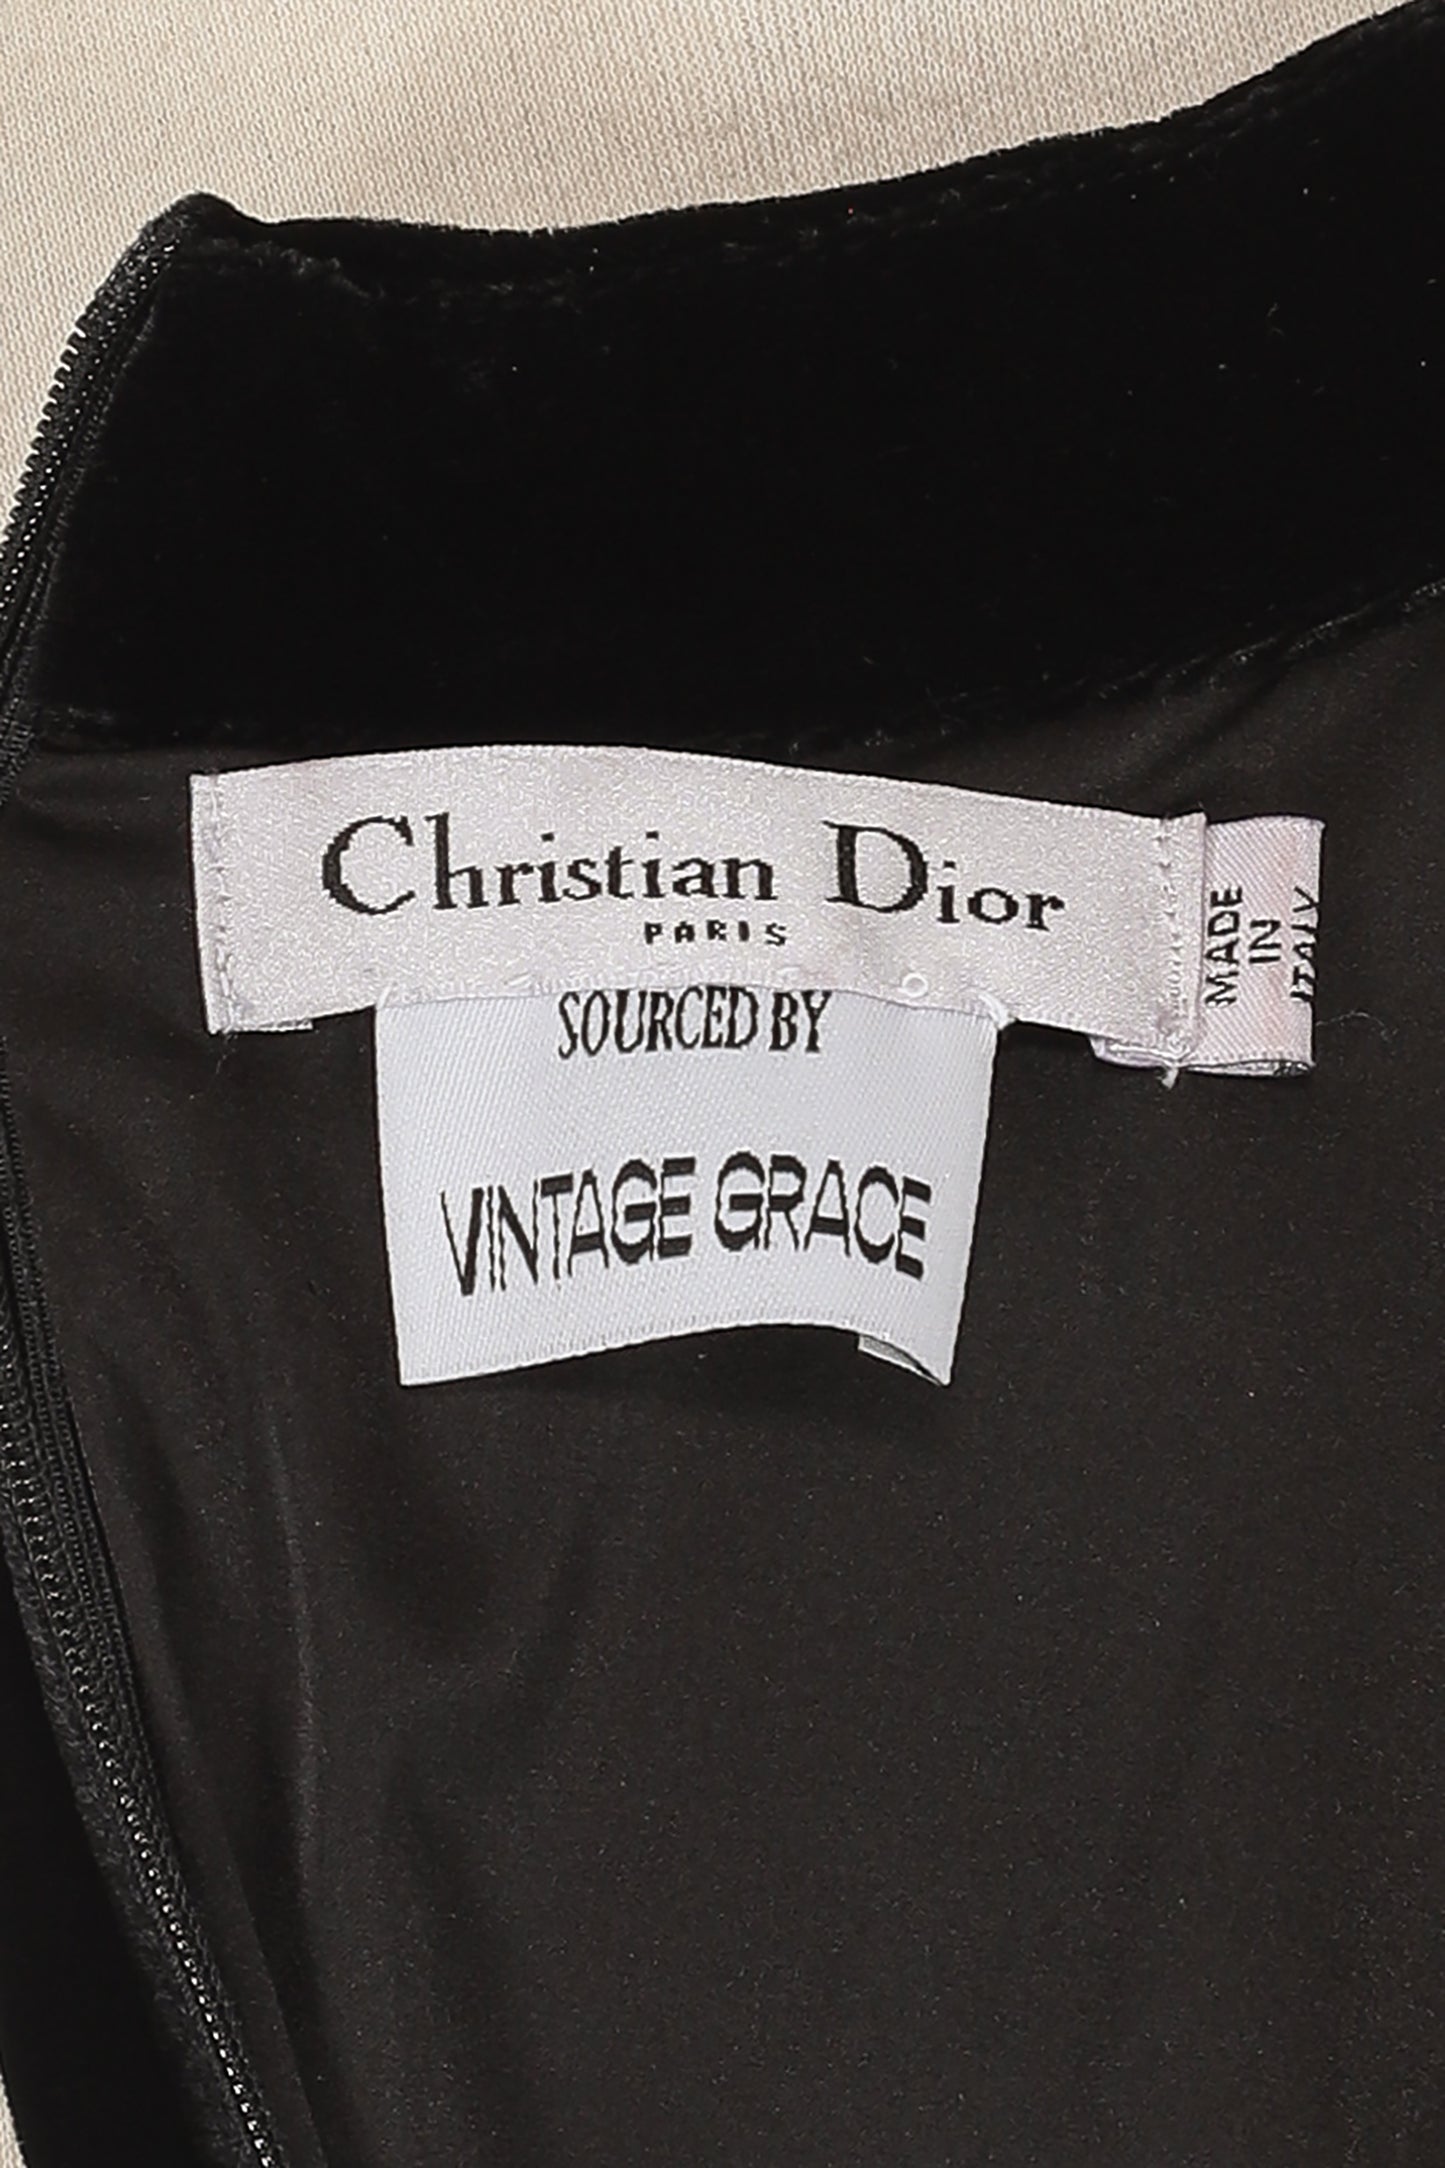 Christian Dior
PARIS
MADE
IN
ITALY
SOURCED BY
VINTAGE GRACE